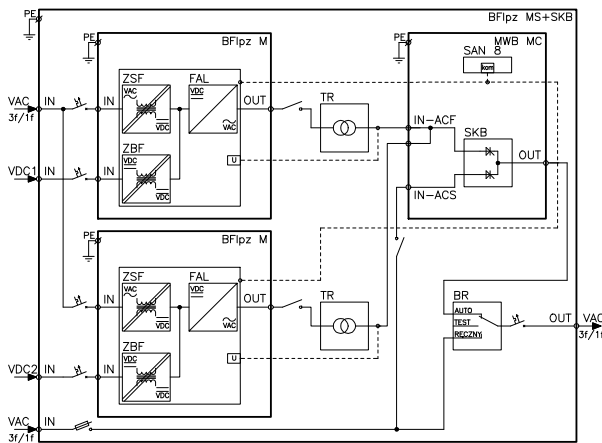 PE
BFIpz MS+SKB
PE
BFIpz M
PE
MWB MC
SAN 8
kom
ZSF
FAL
VAC
VDC
VDC
VAC
OUT
TR
VAC
3f/1f
IN
IN
IN-ACF
SKB
OUT
ZBF
VDC
VDC
U
VDC1
IN
IN
IN-ACS
PE
BFIpz M
ZSF
FAL
VAC
VDC
VDC
VAC
OUT
TR
IN
BR
AUTO
TEST
RĘCZNY
OUT
VAC
3f/1f
ZBF
VDC
VDC
U
VDC2
IN
IN
VAC
3f/1f
IN